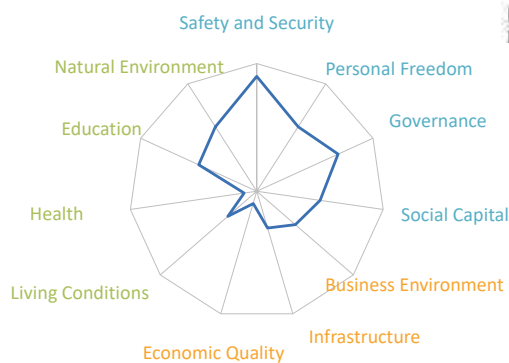 Safety and Security
Natural Environment
Personal Freedom
Education
Governance
Health
Social Capital
Living Conditions
Business Environment
Infrastructure
Economic Quality